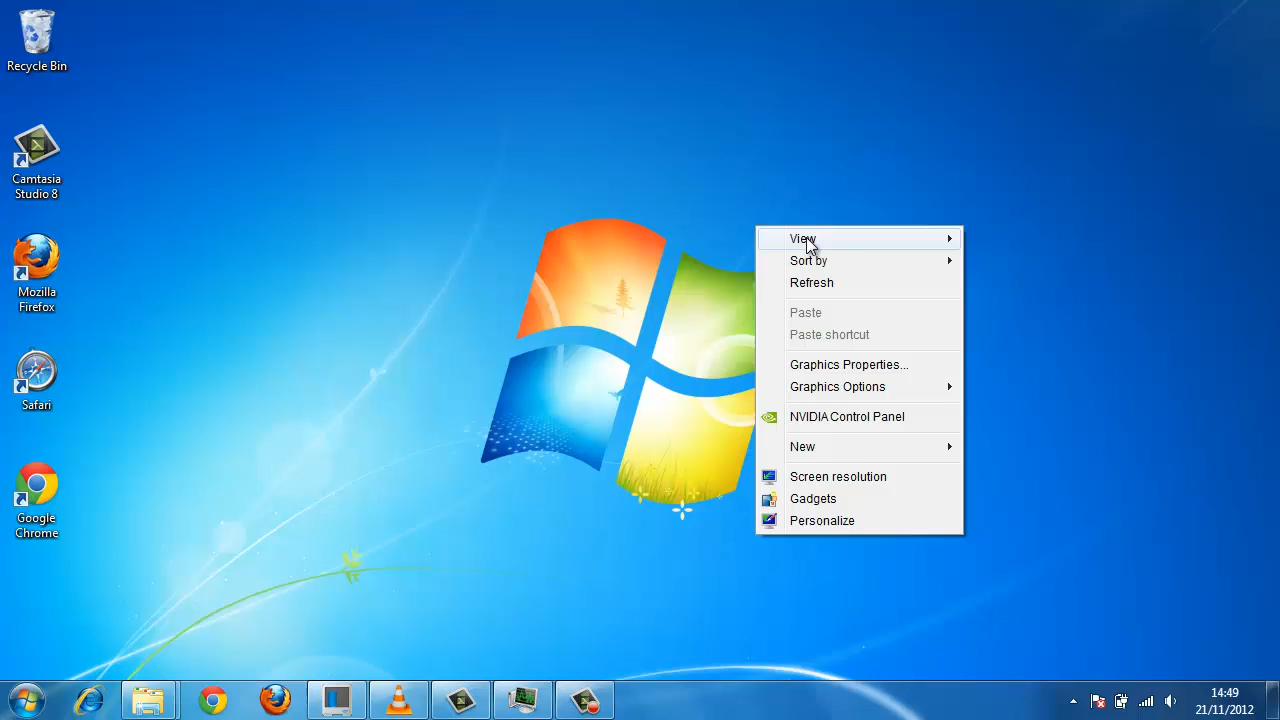 Recycle Bin
Camtasia
Studio 8
Mozilla
Firefox
Safari
Google
Chrome
View
Sort by
Refresh
Paste
Paste shortcut
Graphics Properties...
Graphics Options
NVIDIA Control Panel
New
Screen resolution
Gadgets
Personalize
14:49
21/11/2012